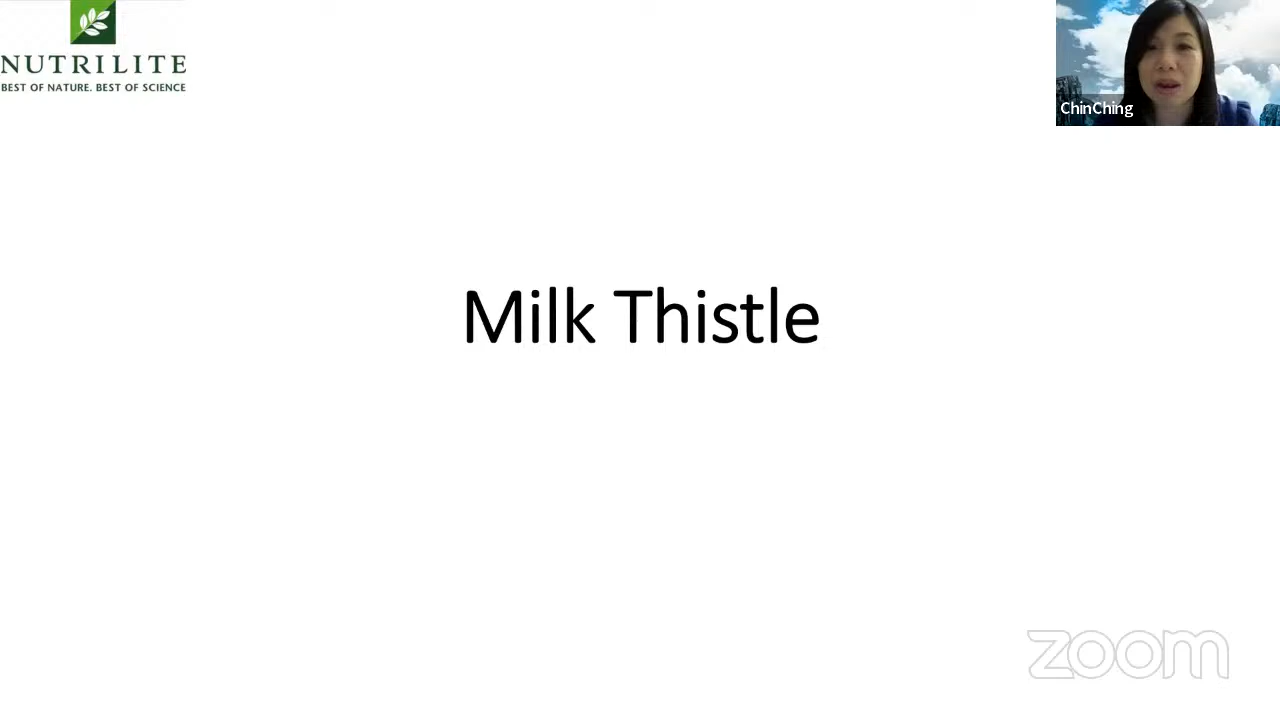 NUTRILITE
BEST OF NATURE. BEST OF SCIENCE
ChinChing
Milk Thistle
zoom